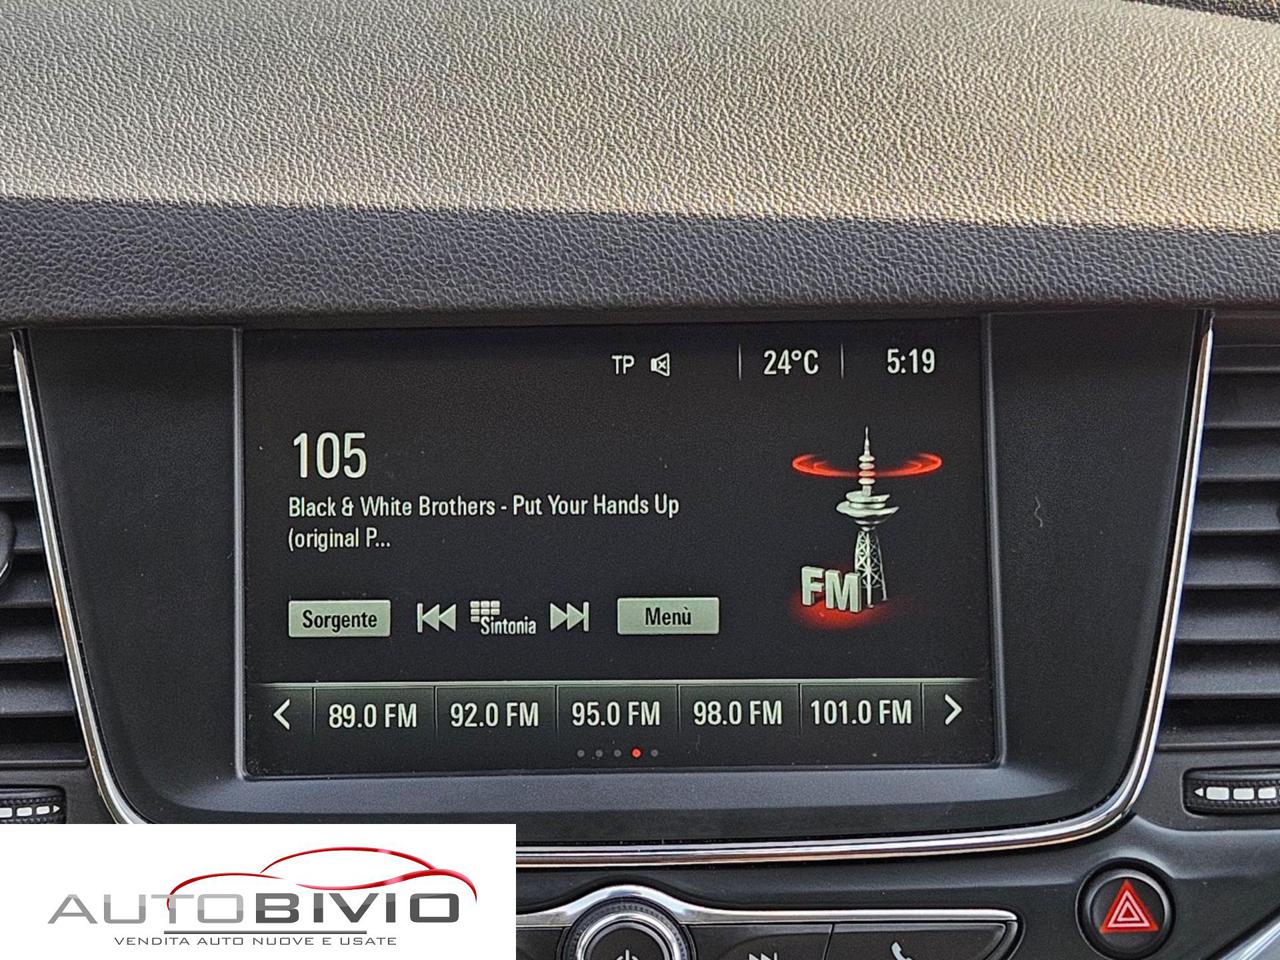 TP
24°C
5:19
105
Black & White Brothers - Put Your Hands Up
(original P...
FM
Sorgente
Sintonia
Menù
89.0 FM
92.0 FM
95.0 FM
98.0 FM
101.0 FM
AUTOBIVIO
VENDITA AUTO NUOVE E USATE